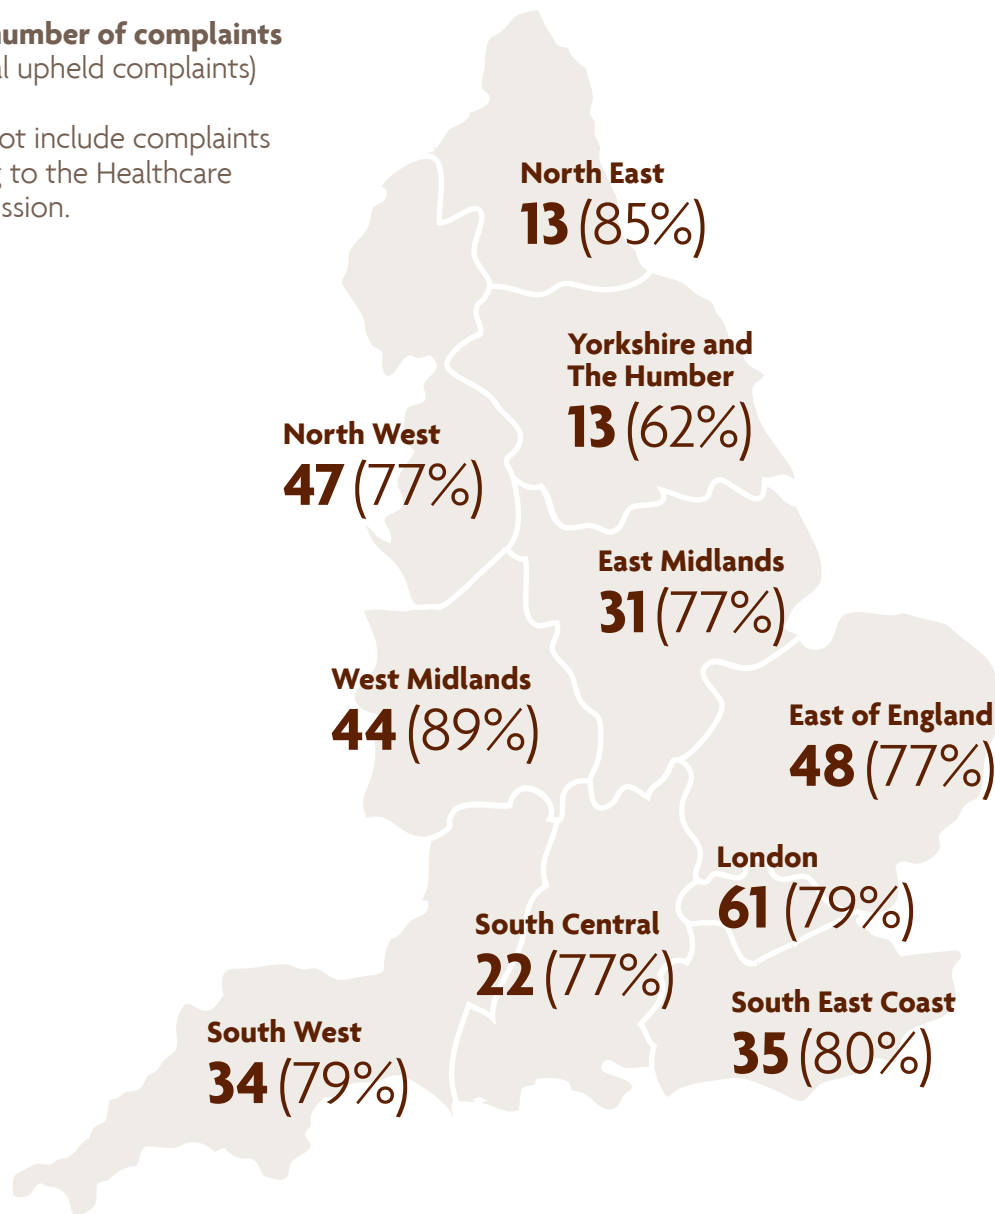 number of complaints
l upheld complaints)
ot include complaints
to the Healthcare
ssion.
North East
13 (85%)
Yorkshire and
The Humber
13 (62%)
North West
47 (77%)
East Midlands
31 (77%)
West Midlands
44 (89%)
East of England
48 (77%)
London
61 (79%)
South Central
22 (77%)
South East Coast
35 (80%)
South West
34 (79%)